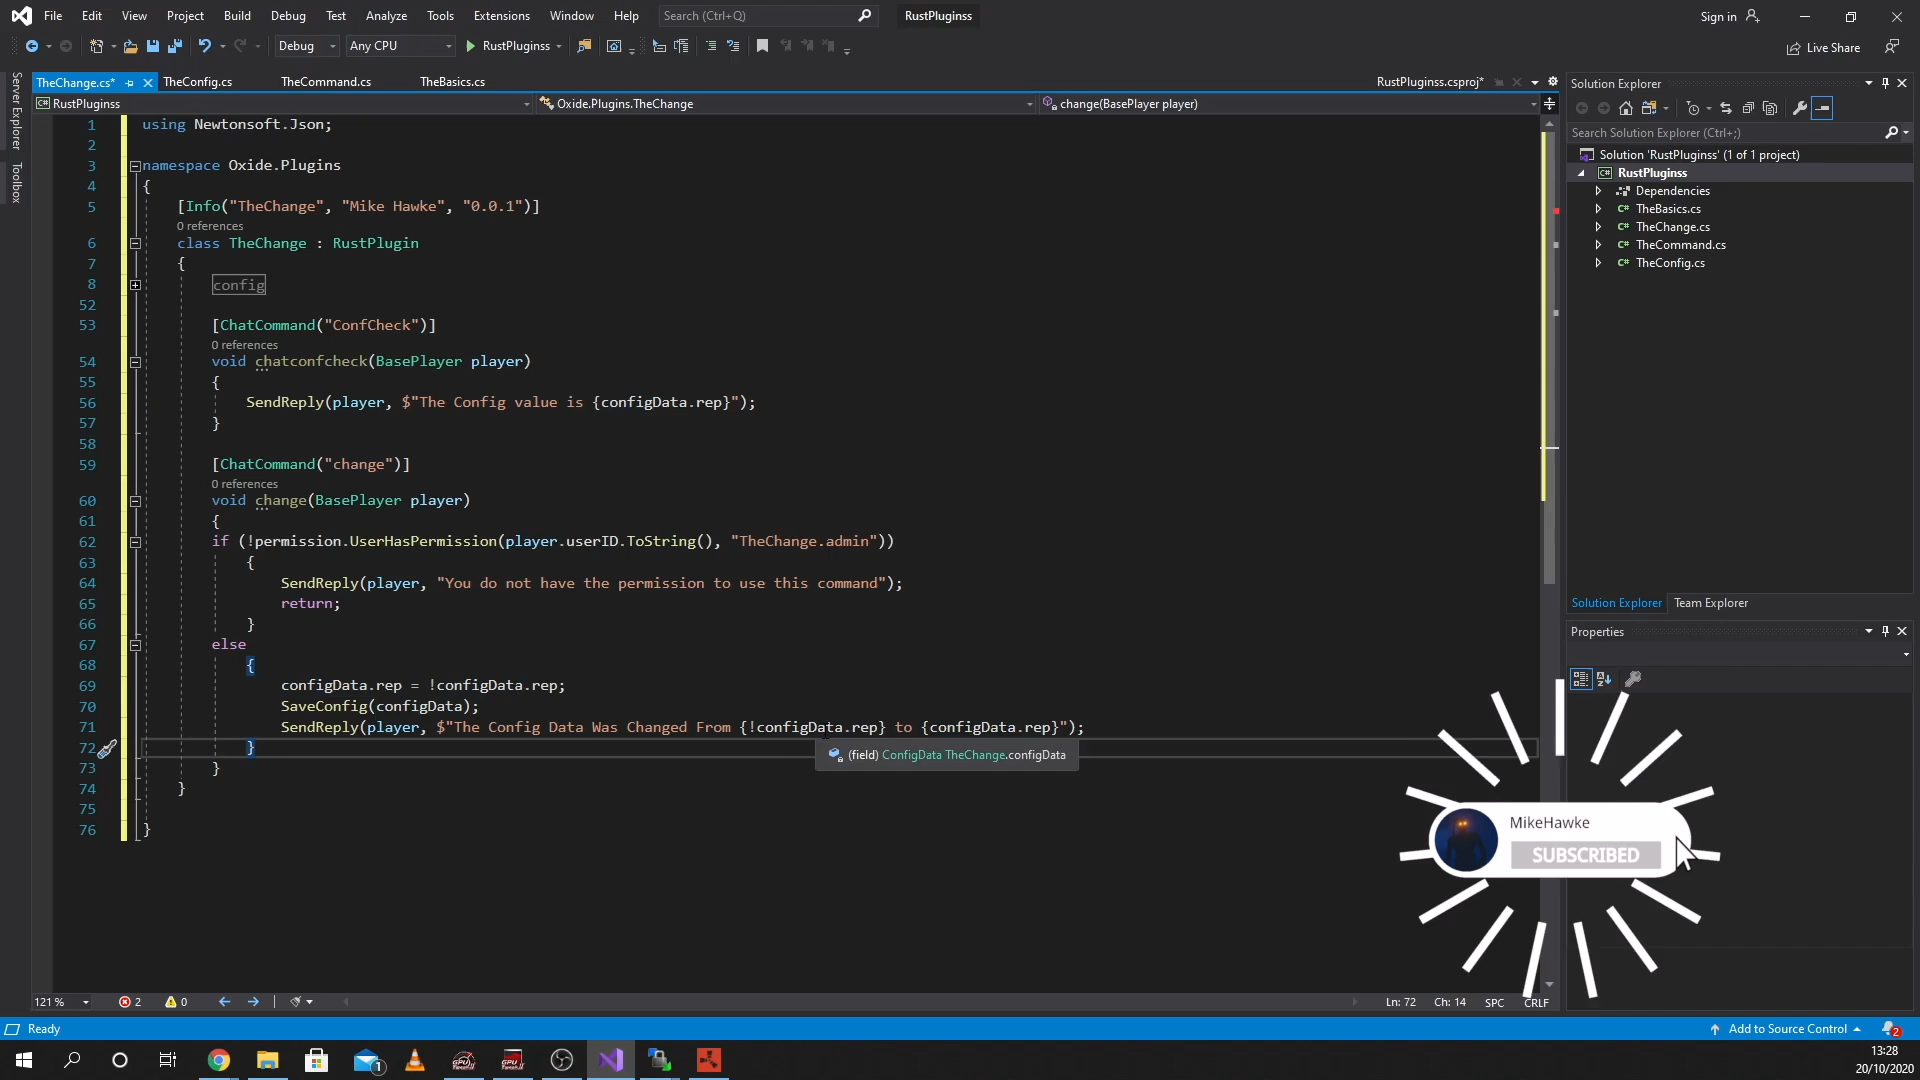 File Edit View Project Build Debug Test Analyze Tools Extensions Window Help Search (Ctrl+Q) RustPluginss Sign in
Debug Any CPU RustPluginss Live Share
TheChange.cs* TheConfig.cs TheCommand.cs TheBasics.cs RustPluginss.csproj*
RustPluginss Oxide.Plugins.TheChange change(BasePlayer player)
Server Explorer
Toolbox
1 using Newtonsoft.Json;
2
3 namespace Oxide.Plugins
4 {
5 [Info("TheChange", "Mike Hawke", "0.0.1")]
0 references
6 class TheChange : RustPlugin
7 {
8 config
52
53 [ChatCommand("ConfCheck")]
0 references
54 void chatconfcheck(BasePlayer player)
55 {
56 SendReply(player, $"The Config value is {configData.rep}");
57 }
58
59 [ChatCommand("change")]
0 references
60 void change(BasePlayer player)
61 {
62 if (!permission.UserHasPermission(player.userID.ToString(), "TheChange.admin"))
63 {
64 SendReply(player, "You do not have the permission to use this command");
65 return;
66 }
67 else
68 {
69 configData.rep = !configData.rep;
70 SaveConfig(configData);
71 SendReply(player, $"The Config Data Was Changed From {!configData.rep} to {configData.rep}");
72 }
(field) ConfigData TheChange.configData
73 }
74 }
75
76 }
Solution Explorer
Search Solution Explorer (Ctrl+;)
Solution 'RustPluginss' (1 of 1 project)
C# RustPluginss
Dependencies
C# TheBasics.cs
C# TheChange.cs
C# TheCommand.cs
C# TheConfig.cs
Solution Explorer Team Explorer
Properties
MikeHawke
SUBSCRIBED
121 % 2 0 Ln: 72 Ch: 14 SPC CRLF
Ready Add to Source Control 2
1 GPU Tweak II GPU Tweak II 13:28
20/10/2020